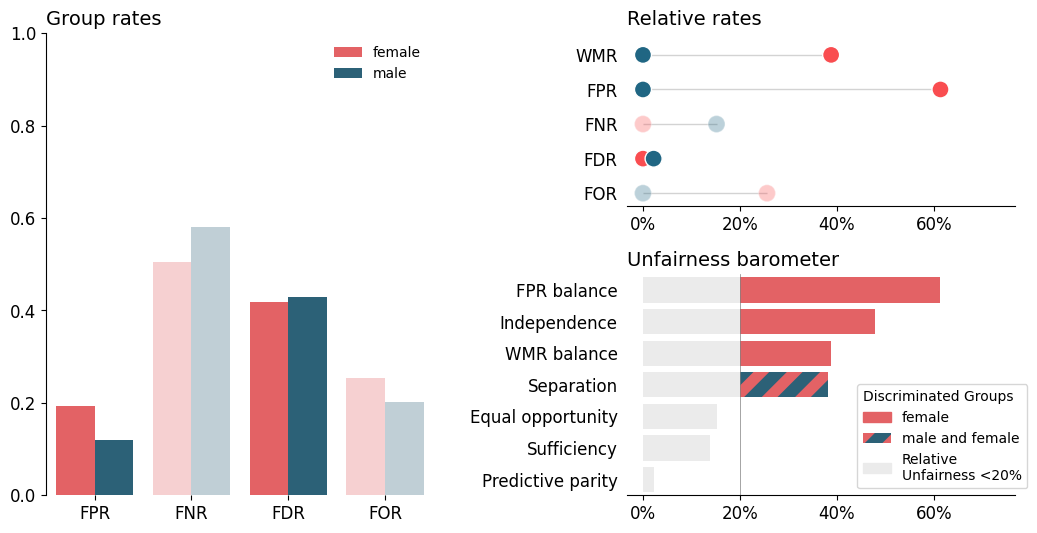 Group rates
1.0
0.8
0.6
0.4
0.2
0.0
female
male
FPR
FNR
FDR
FOR
Relative rates
WMR
FPR
FNR
FDR
FOR
0%
20%
40%
60%
Unfairness barometer
FPR balance
Independence
WMR balance
Separation
Equal opportunity
Sufficiency
Predictive parity
Discriminated Groups
female
male and female
Relative
Unfairness <20%
0%
20%
40%
60%